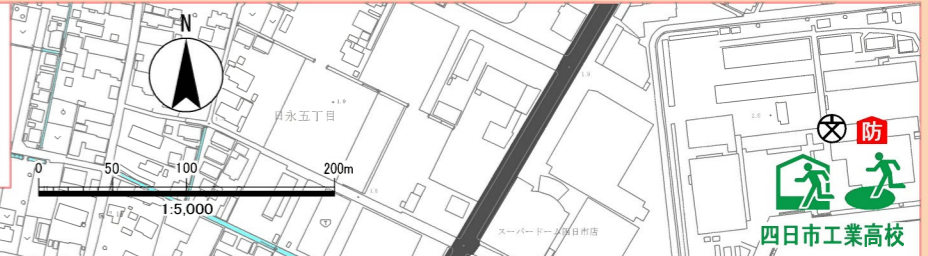 N
日永五丁目
0 50 100 200m
1:5,000
スーパードーム四日市店
文
防
四日市工業高校